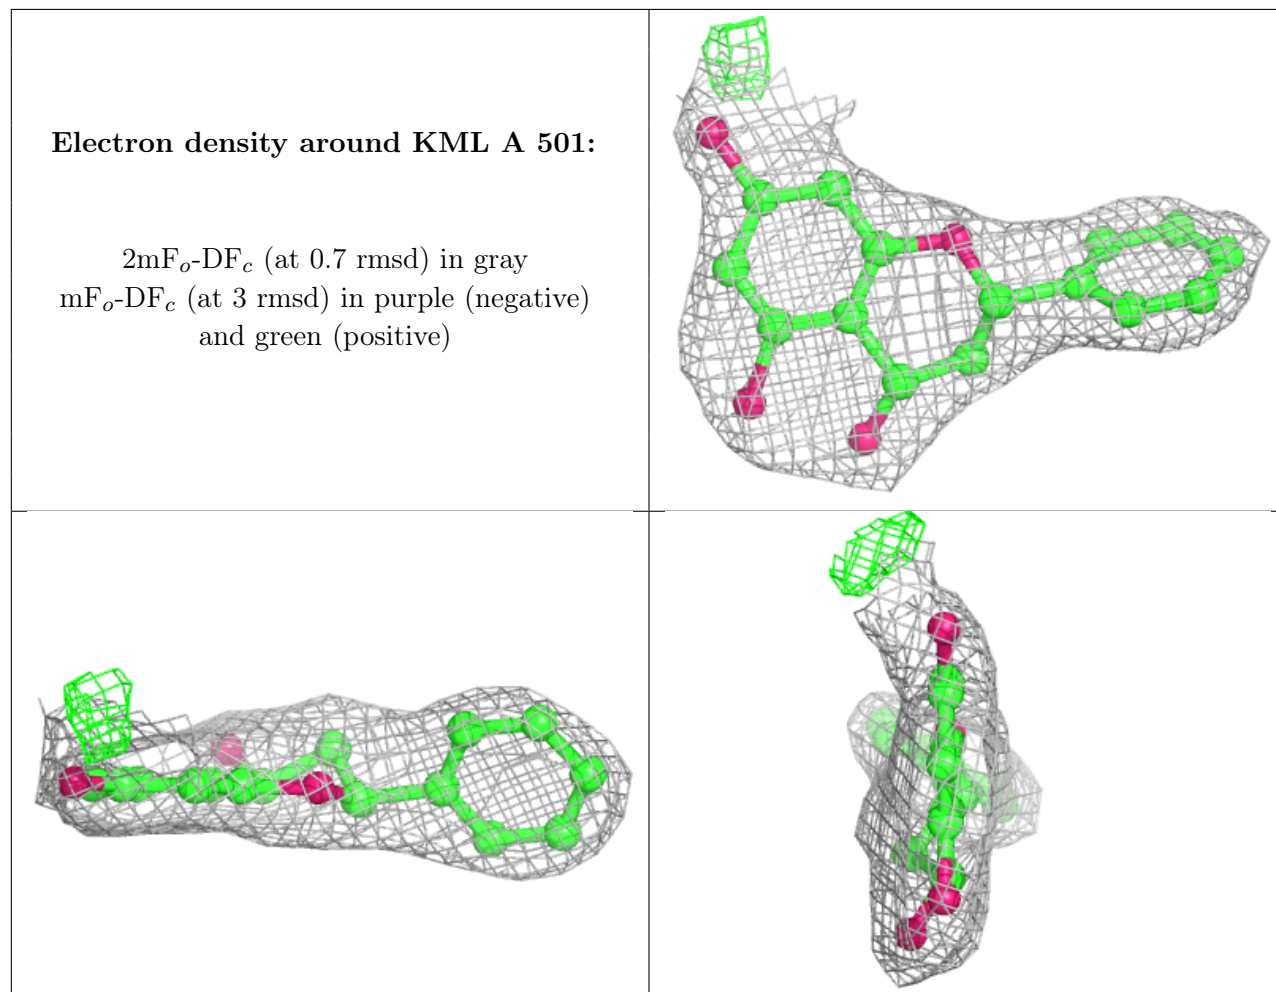 Electron density around KML A 501:
2mFo-DFc (at 0.7 rmsd) in gray
mFo-DFc (at 3 rmsd) in purple (negative)
and green (positive)